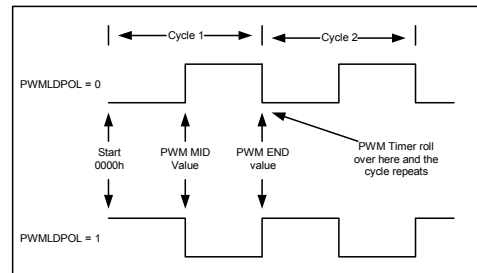 Cycle 1
Cycle 2
PWMLDPOL = 0
Start
0000h
PWM MID
Value
PWM END
value
PWM Timer roll
over here and the
cycle repeats
PWMLDPOL = 1